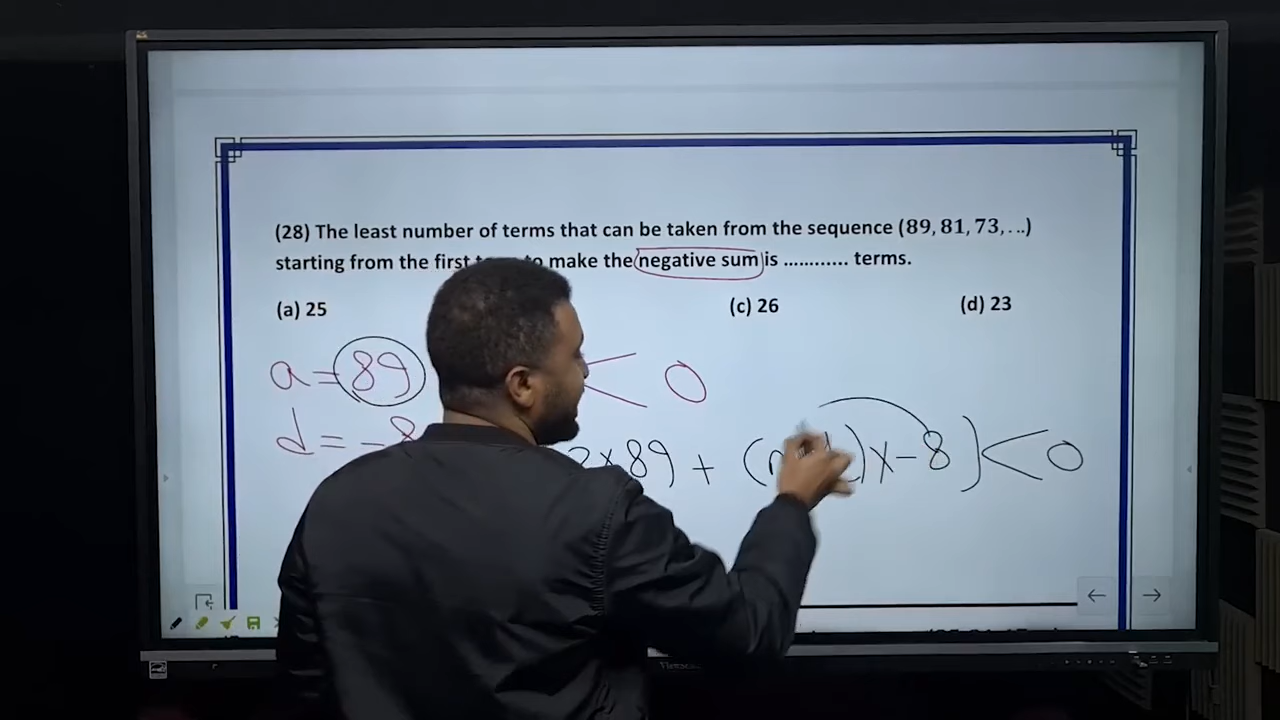 (28) The least number of terms that can be taken from the sequence (89, 81, 73, . . .)
starting from the first to make the negative sum is ............ terms.
(a) 25 (c) 26 (d) 23
a = 89 < 0
d = -8
2×89 + ( )×-8 ] < 0